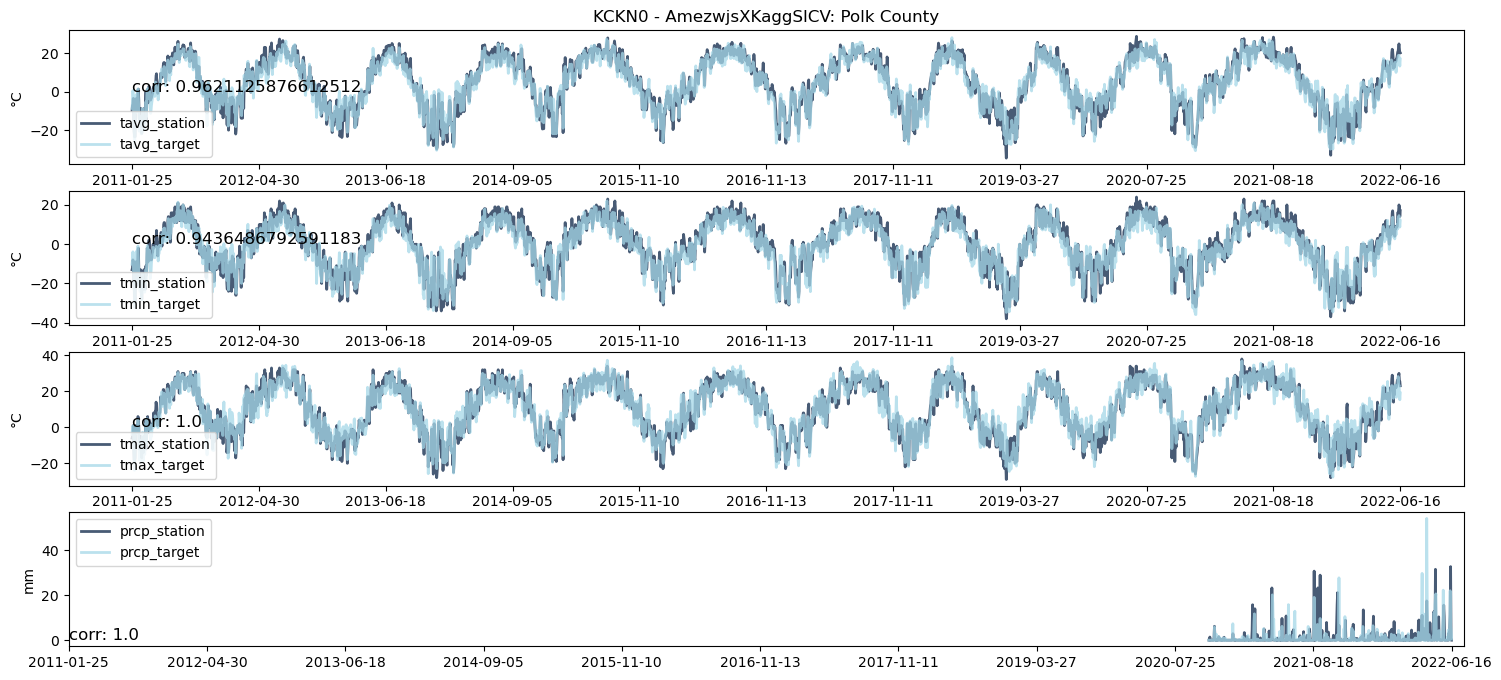 KCKN0 - AmezwjsXKaggSICV: Polk County
20
0
−20
°C
corr: 0.9621125876612512
tavg_station
tavg_target
2011-01-25 2012-04-30 2013-06-18 2014-09-05 2015-11-10 2016-11-13 2017-11-11 2019-03-27 2020-07-25 2021-08-18 2022-06-16
20
0
−20
−40
°C
corr: 0.9436486792591183
tmin_station
tmin_target
2011-01-25 2012-04-30 2013-06-18 2014-09-05 2015-11-10 2016-11-13 2017-11-11 2019-03-27 2020-07-25 2021-08-18 2022-06-16
40
20
0
−20
°C
corr: 1.0
tmax_station
tmax_target
2011-01-25 2012-04-30 2013-06-18 2014-09-05 2015-11-10 2016-11-13 2017-11-11 2019-03-27 2020-07-25 2021-08-18 2022-06-16
40
20
0
mm
prcp_station
prcp_target
corr: 1.0
2011-01-25 2012-04-30 2013-06-18 2014-09-05 2015-11-10 2016-11-13 2017-11-11 2019-03-27 2020-07-25 2021-08-18 2022-06-16